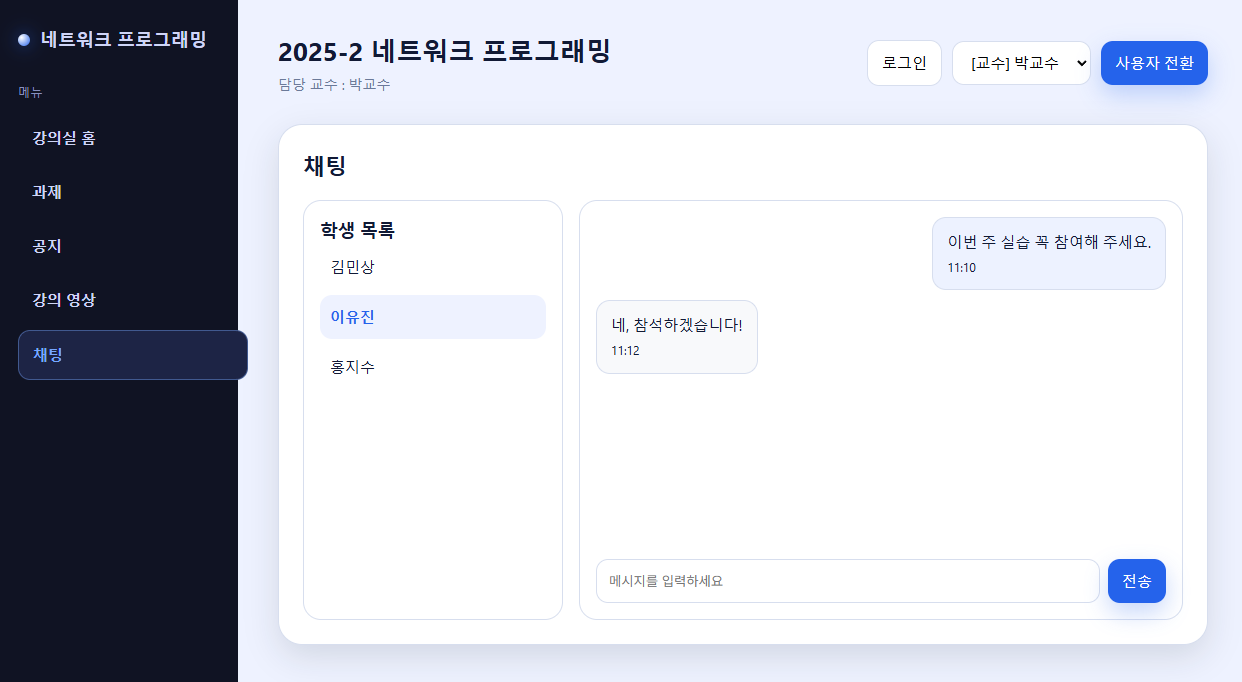 네트워크 프로그래밍
메뉴
강의실 홈
과제
공지
강의 영상
채팅
2025-2 네트워크 프로그래밍
담당 교수 : 박교수
로그인
[교수] 박교수
사용자 전환
채팅
학생 목록
김민상
이유진
홍지수
이번 주 실습 꼭 참여해 주세요.
11:10
네, 참석하겠습니다!
11:12
메시지를 입력하세요
전송